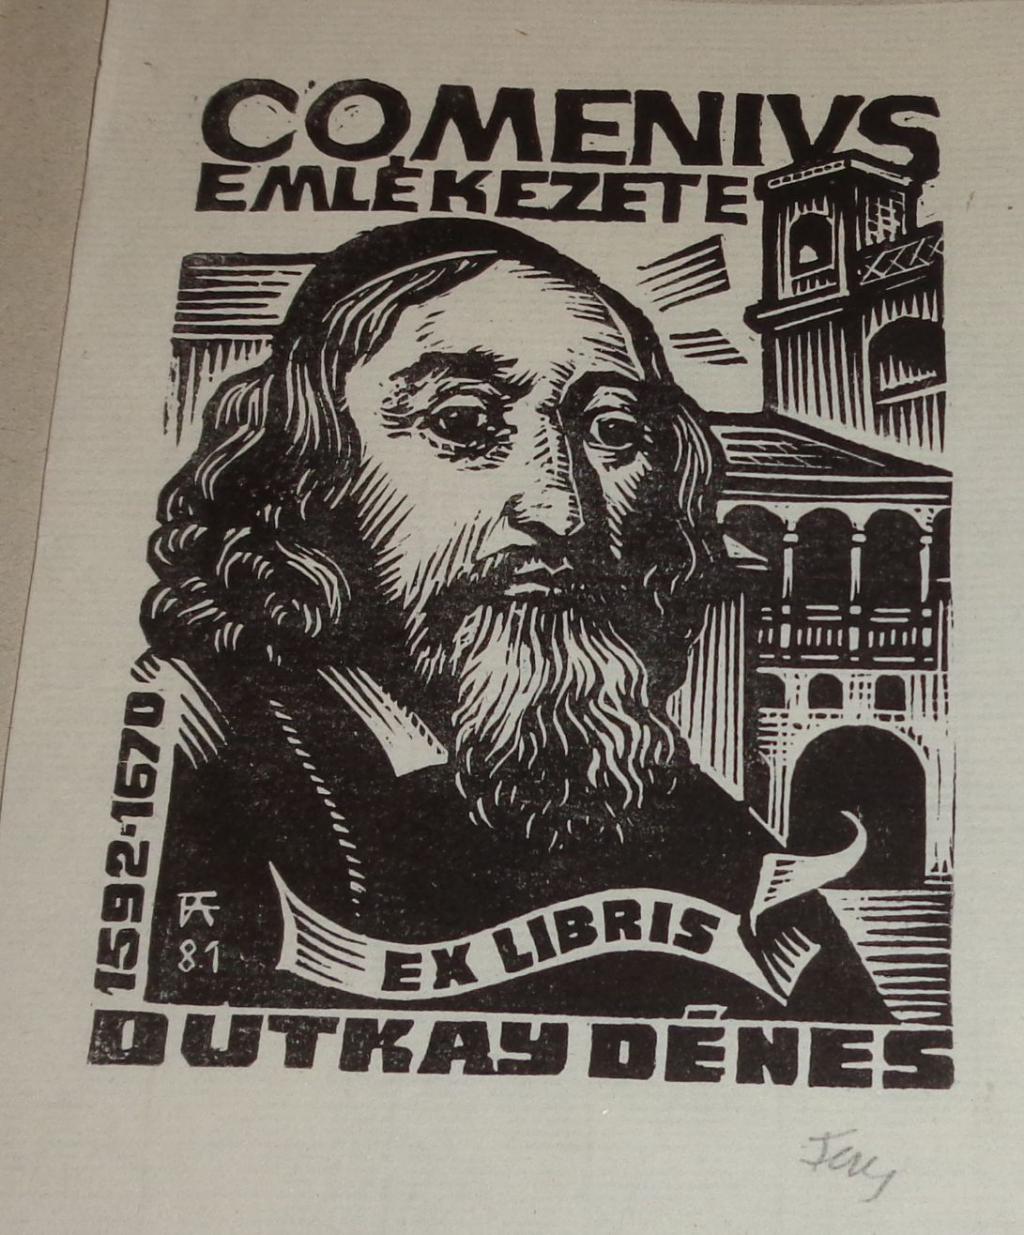 COMENIVS
EMLÉKEZETE
1592-1670
81
EX LIBRIS
DUTKAY DÉNES